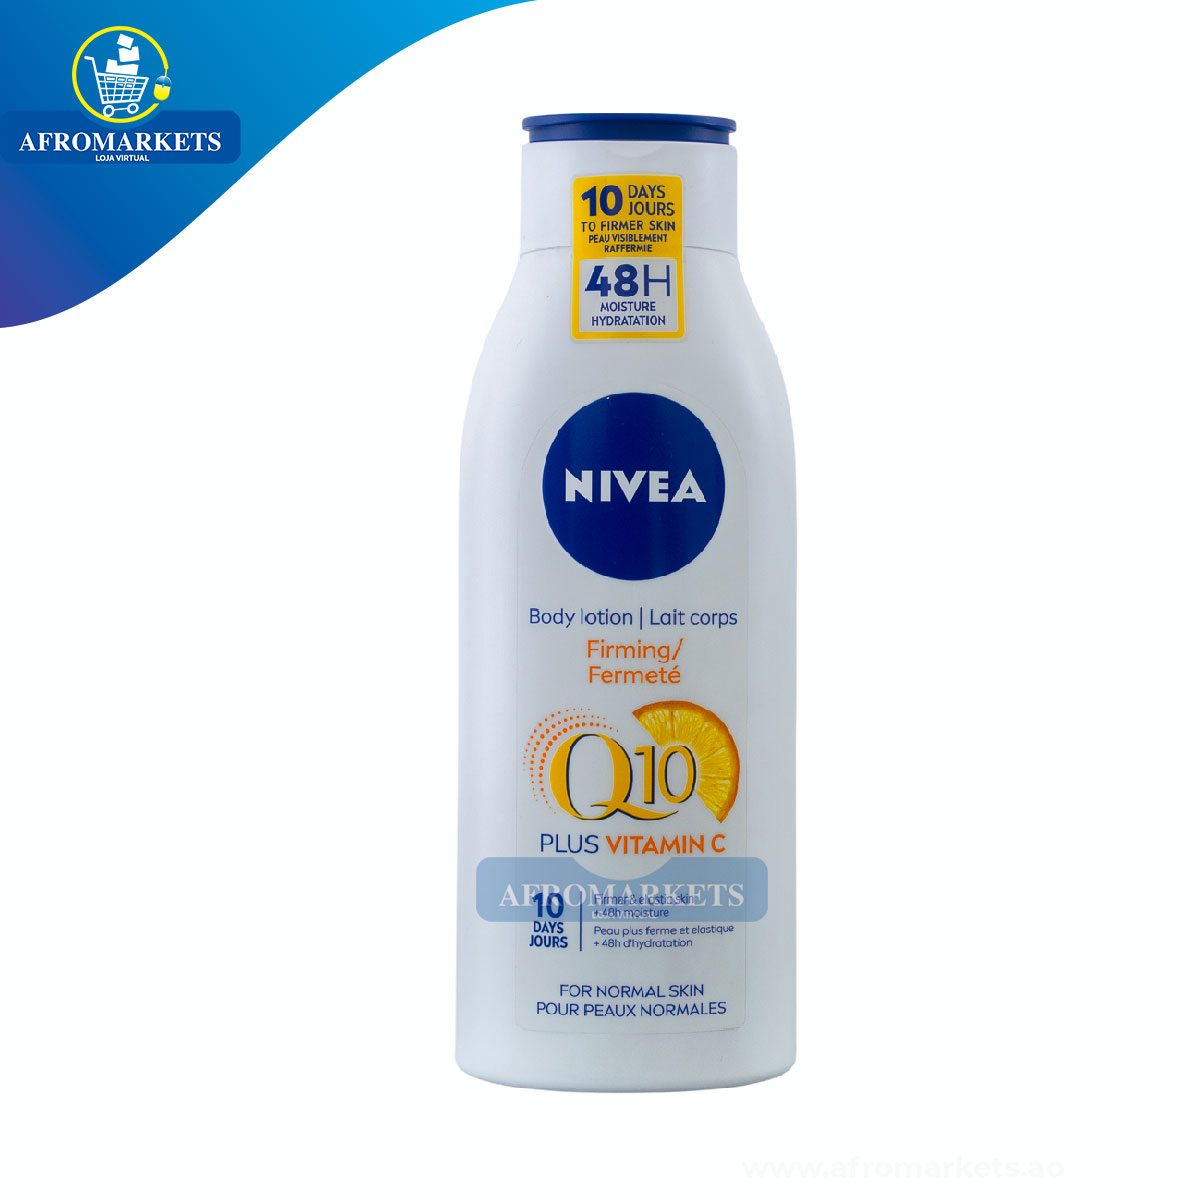 AFROMARKETS
LOJA VIRTUAL
10 DAYS
JOURS
TO FIRMER SKIN
PEAU VISIBLEMENT
RAFFERMIE
48H
MOISTURE
HYDRATATION
NIVEA
Body lotion | Lait corps
Firming/
Fermeté
Q10
PLUS VITAMIN C
AFROMARKETS
10
DAYS
JOURS
Firmer & elastic skin
+ 48h moisture
Peau plus ferme et elastique
+ 48h d'hydratation
FOR NORMAL SKIN
POUR PEAUX NORMALES
www.afromarkets.ao